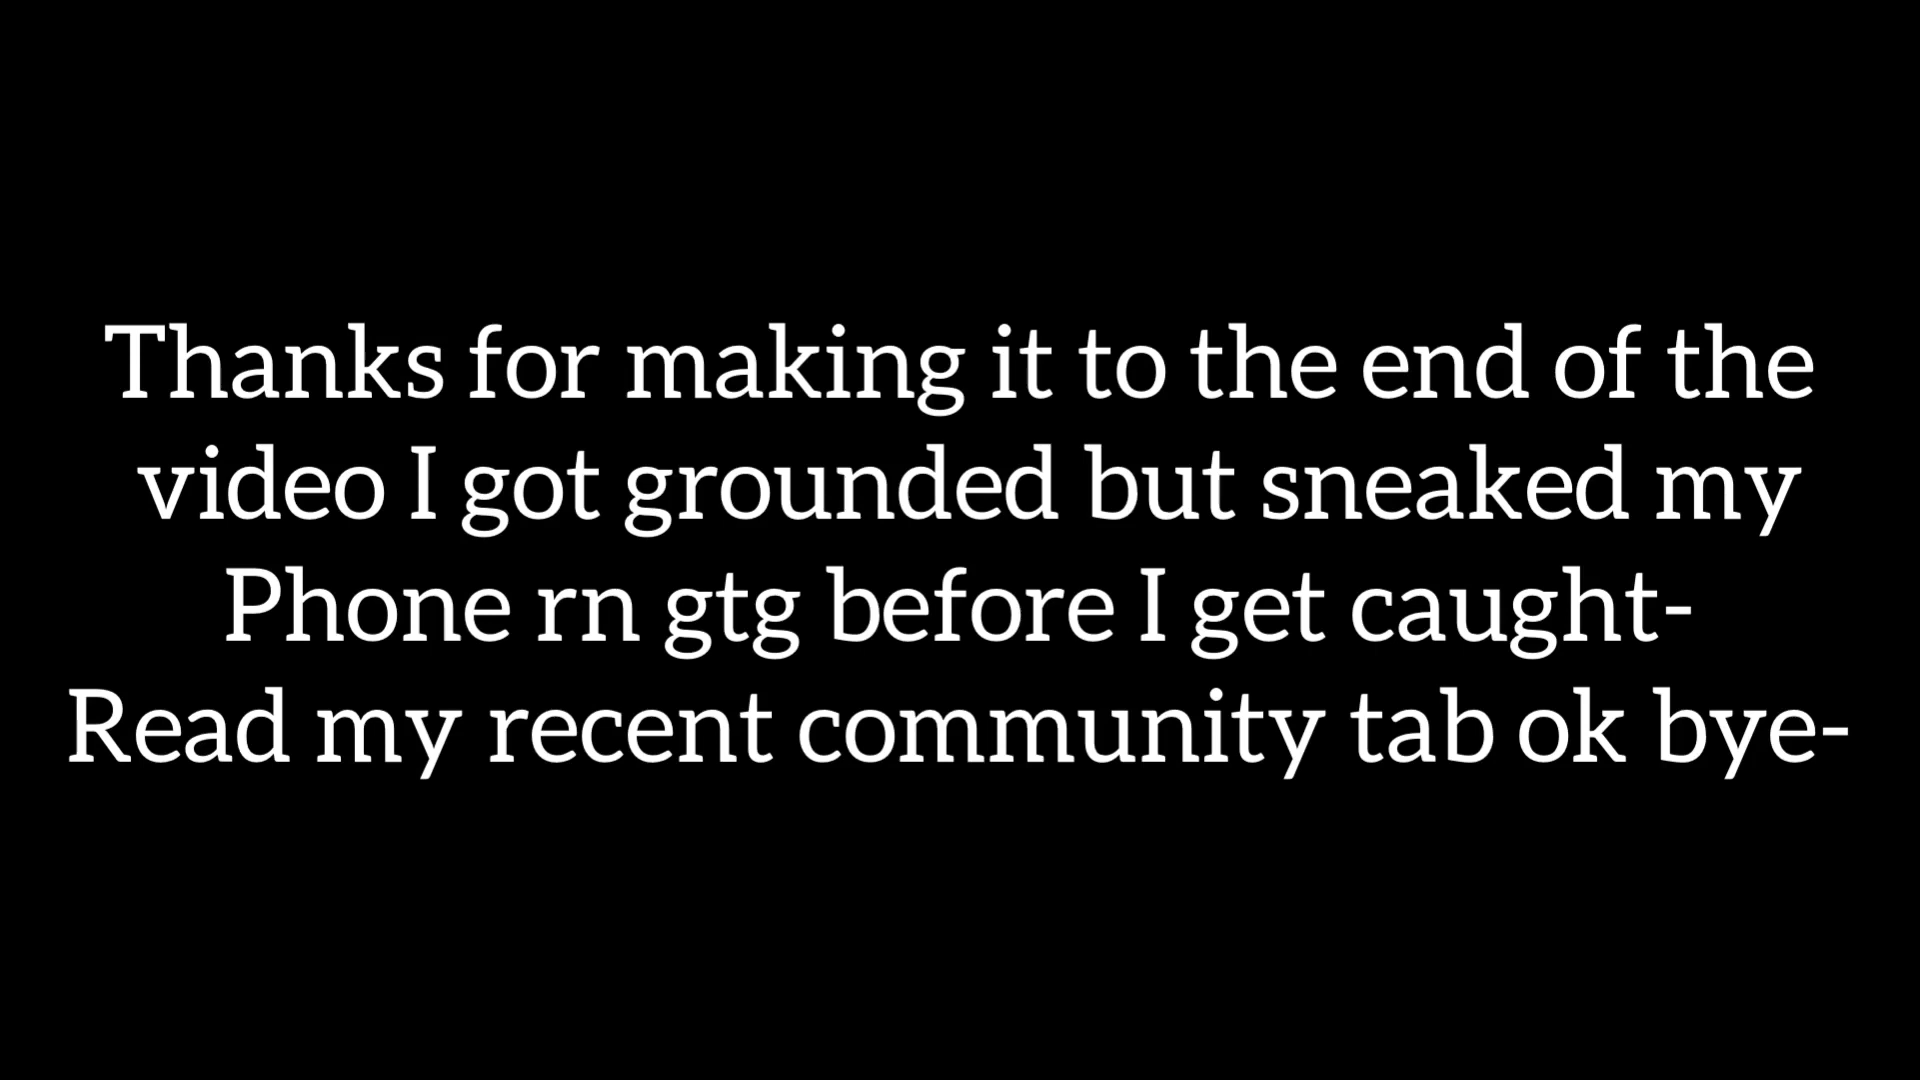 Thanks for making it to the end of the
video I got grounded but sneaked my
Phone rn gtg before I get caught-
Read my recent community tab ok bye-